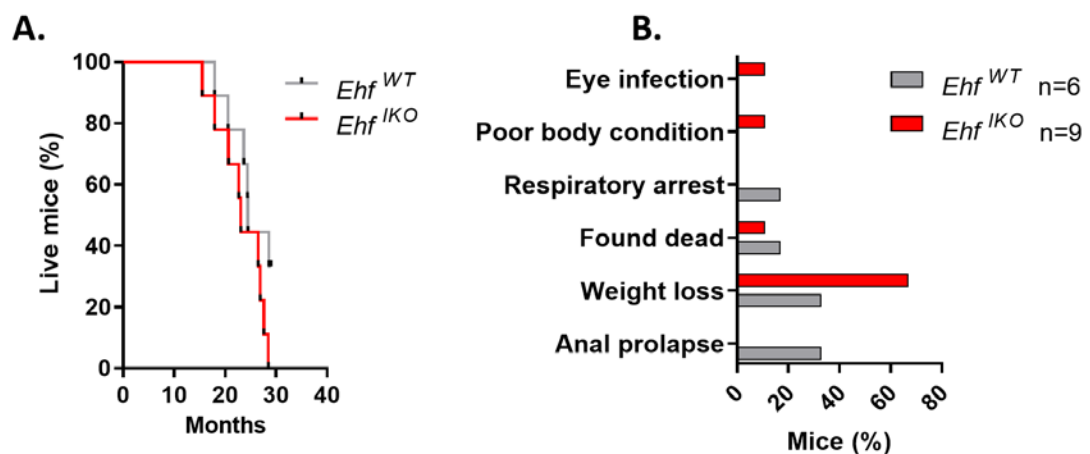 A.
100
80
60
40
20
0
Live mice (%)
0 10 20 30 40
Months
Ehf WT
Ehf IKO
B.
Eye infection
Poor body condition
Respiratory arrest
Found dead
Weight loss
Anal prolapse
0 20 40 60 80
Mice (%)
Ehf WT n=6
Ehf IKO n=9